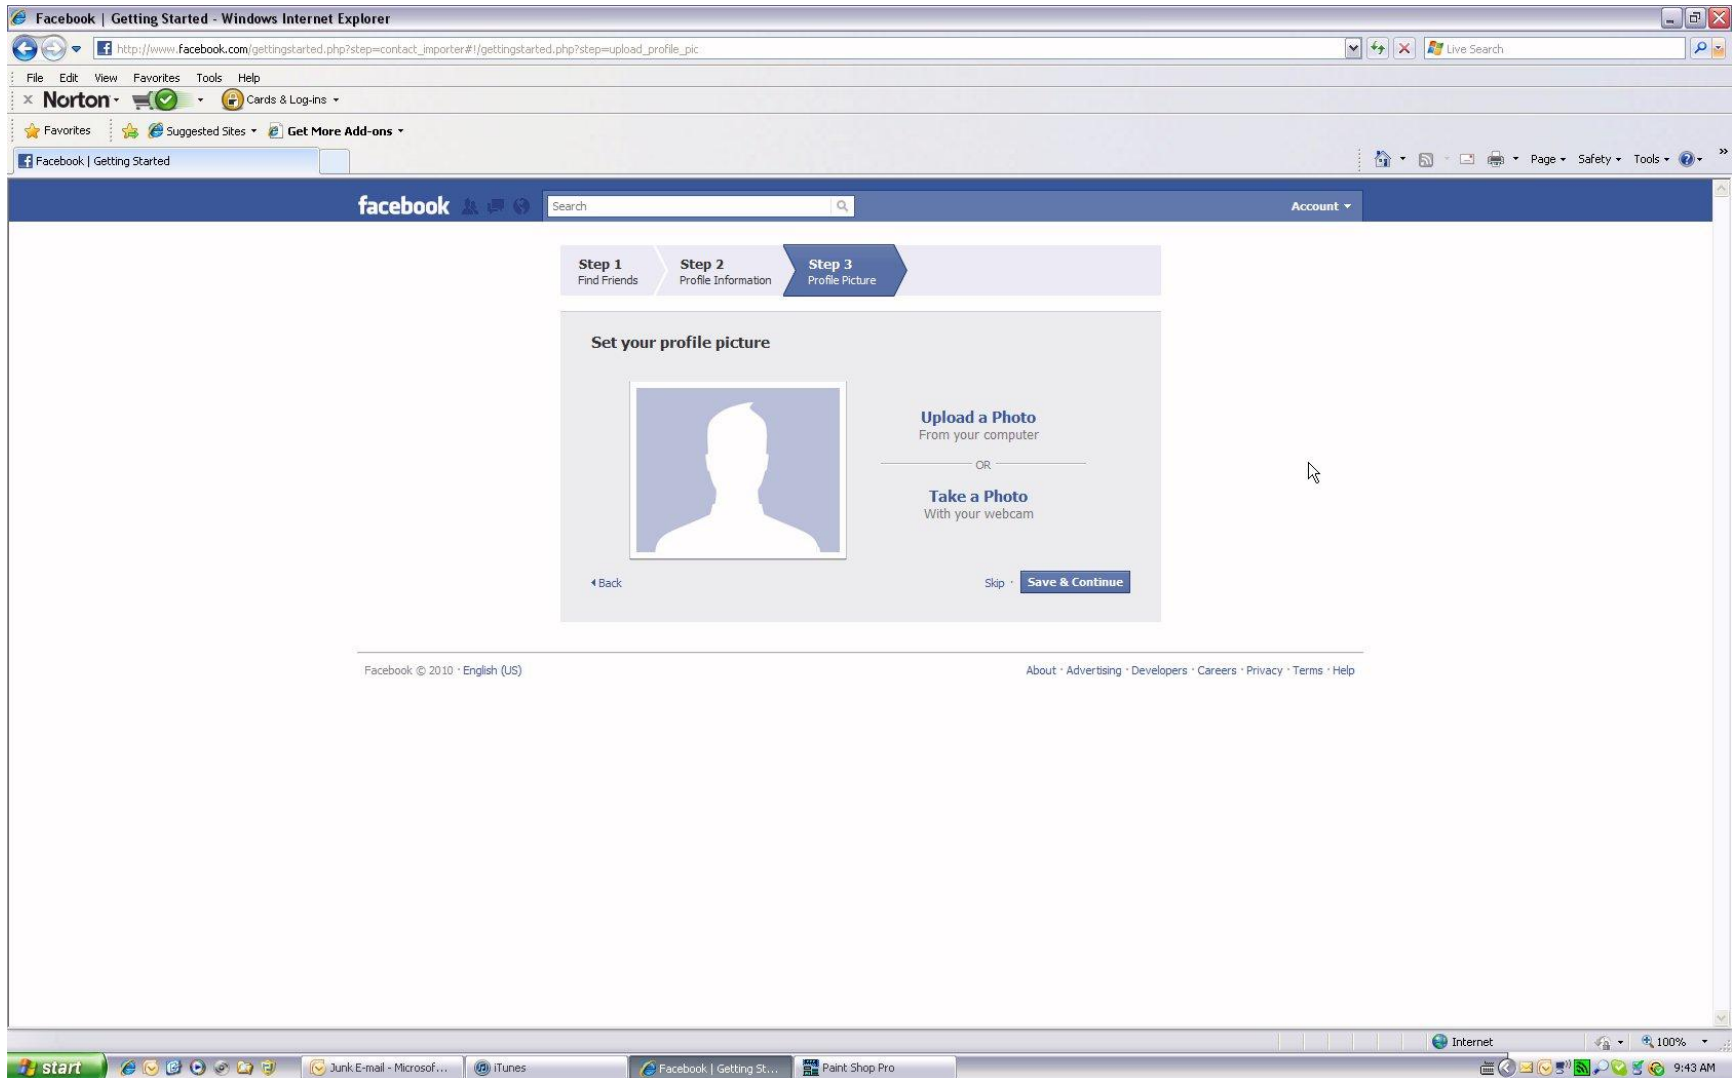 Facebook | Getting Started - Windows Internet Explorer
http://www.facebook.com/gettingstarted.php?step=contact_importer#!/gettingstarted.php?step=upload_profile_pic
Live Search
File Edit View Favorites Tools Help
Norton
Cards & Log-ins
Favorites Suggested Sites Get More Add-ons
Facebook | Getting Started
Page Safety Tools
facebook Search Account
Step 1 Step 2 Step 3
Find Friends Profile Information Profile Picture
Set your profile picture
Upload a Photo
From your computer
OR
Take a Photo
With your webcam
Back Skip · Save & Continue
Facebook © 2010 · English (US) About · Advertising · Developers · Careers · Privacy · Terms · Help
Internet 100%
start Junk E-mail - Microsof... iTunes Facebook | Getting St... Paint Shop Pro 9:43 AM